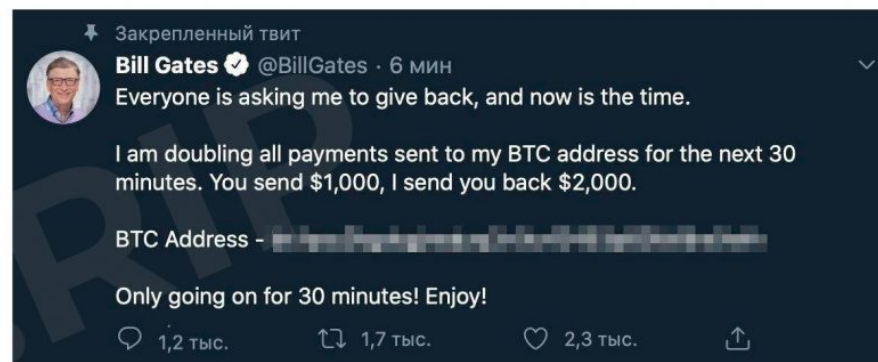 Закрепленный твит
Bill Gates @BillGates · 6 мин
Everyone is asking me to give back, and now is the time.
I am doubling all payments sent to my BTC address for the next 30
minutes. You send $1,000, I send you back $2,000.
BTC Address -
Only going on for 30 minutes! Enjoy!
1,2 тыс. 1,7 тыс. 2,3 тыс.